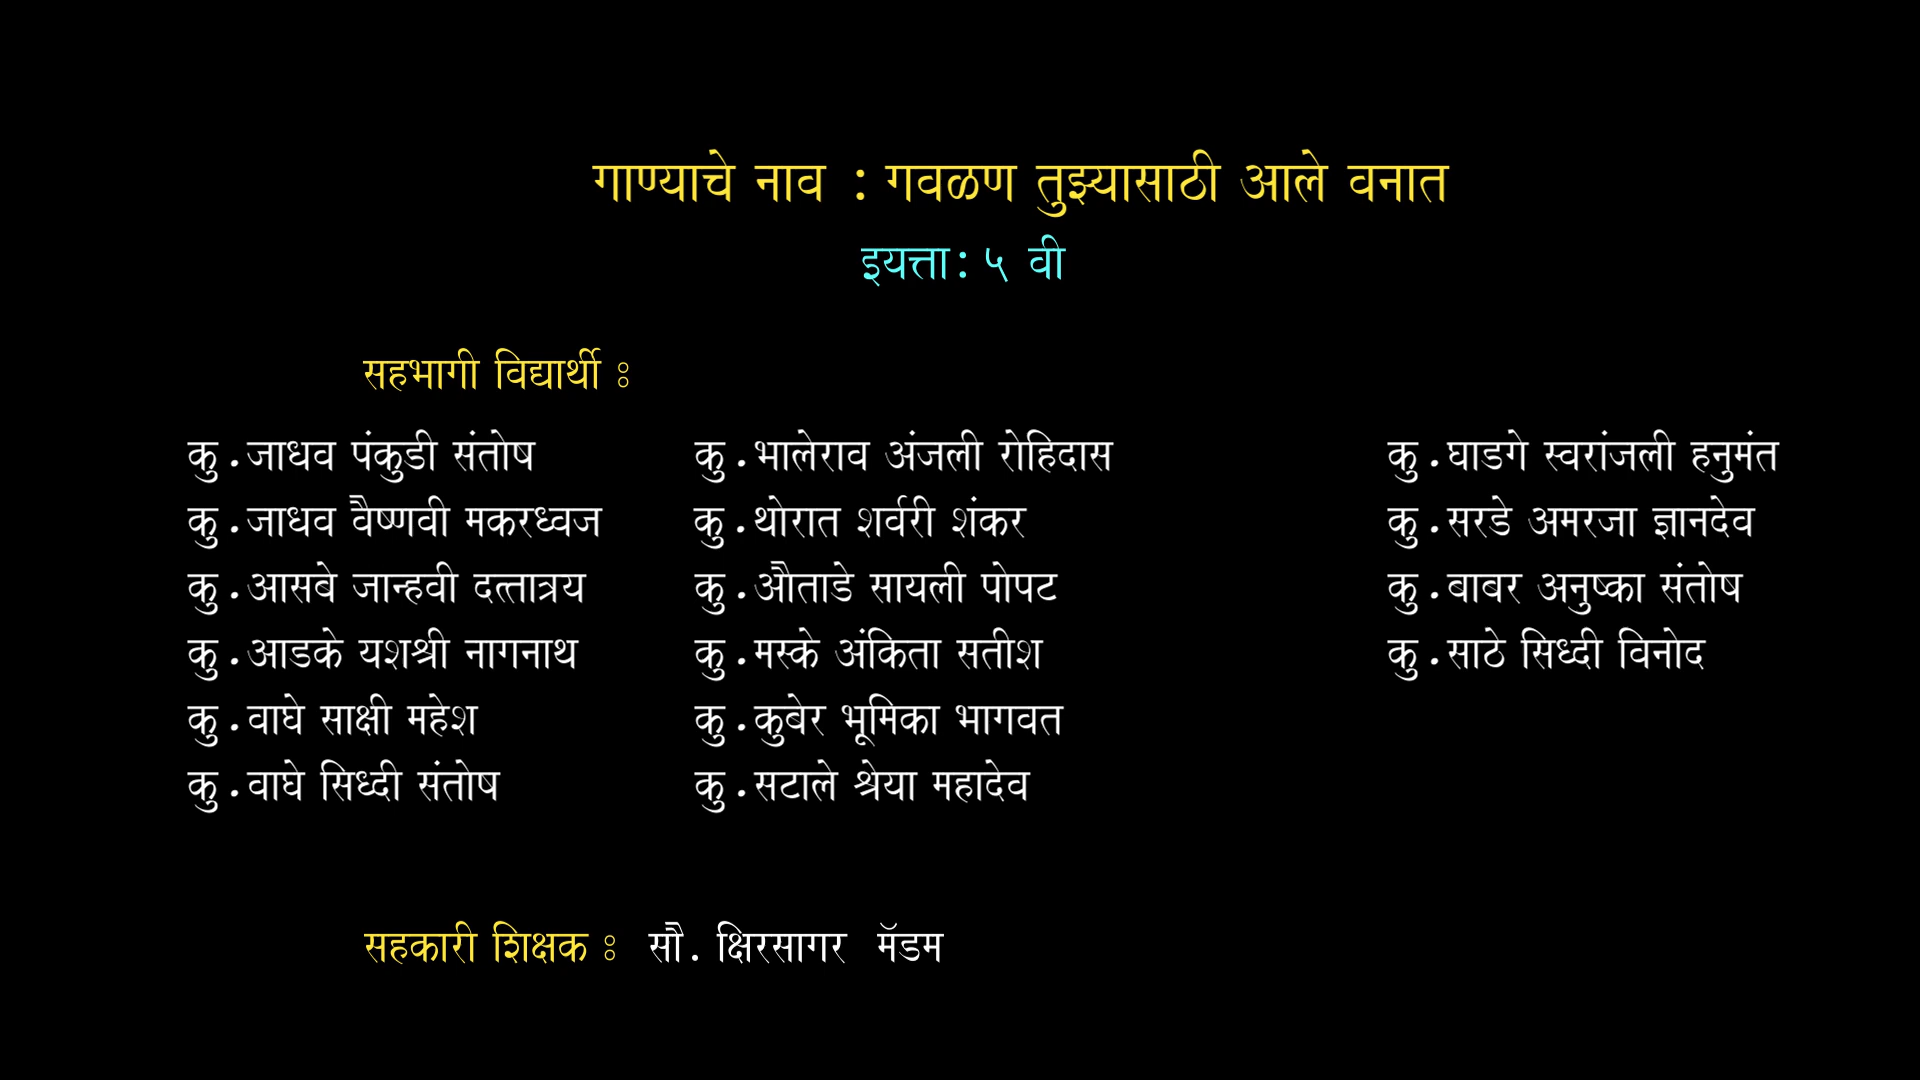 गाण्याचे नाव : गवळण तुझ्यासाठी आले वनात
इयत्ता: ५ वी
सहभागी विद्यार्थी :
कु.जाधव पंकुडी संतोष
कु.जाधव वैष्णवी मकरध्वज
कु.आसबे जान्हवी दत्तात्रय
कु.आडके यशश्री नागनाथ
कु.वाघे साक्षी महेश
कु.वाघे सिध्दी संतोष
कु.भालेराव अंजली रोहिदास
कु.थोरात शर्वरी शंकर
कु.औताडे सायली पोपट
कु.मस्के अंकिता सतीश
कु.कुबेर भूमिका भागवत
कु.सटाले श्रेया महादेव
कु.घाडगे स्वरांजली हनुमंत
कु.सरडे अमरजा ज्ञानदेव
कु.बाबर अनुष्का संतोष
कु.साठे सिध्दी विनोद
सहकारी शिक्षक : सौ. क्षिरसागर मॅडम